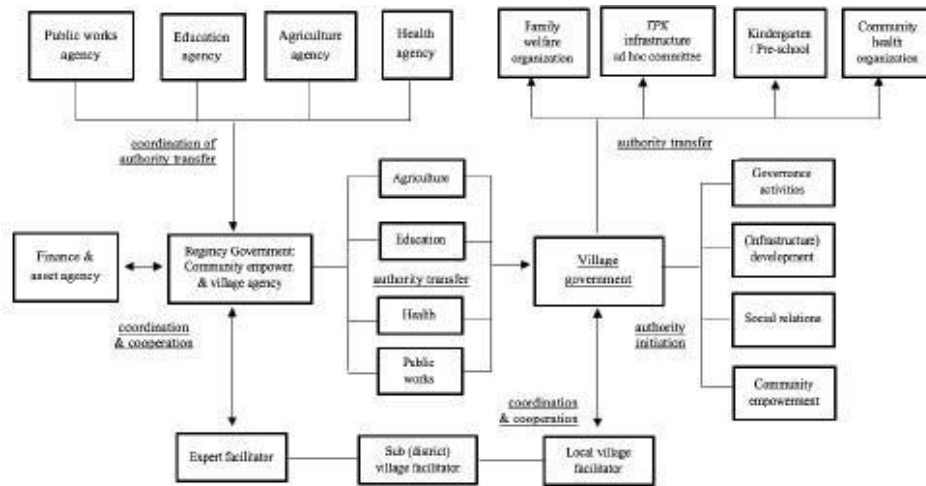 Public works
agency
Education
agency
Agriculture
agency
Health
agency
Family
welfare
organization
TPK
infrastructure
ad hoc committee
Kindergarten
/ Pre-school
Community
health
organization
coordination of
authority transfer
authority transfer
Agriculture
Governance
activities
Finance &
asset agency
Regency Government:
Community empower.
& village agency
Education
authority transfer
Village
government
(Infrastructure)
development
coordination
& cooperation
Health
authority
initiation
Social relations
Public
works
coordination
& cooperation
Community
empowerment
Expert facilitator
Sub (district)
village facilitator
Local village
facilitator